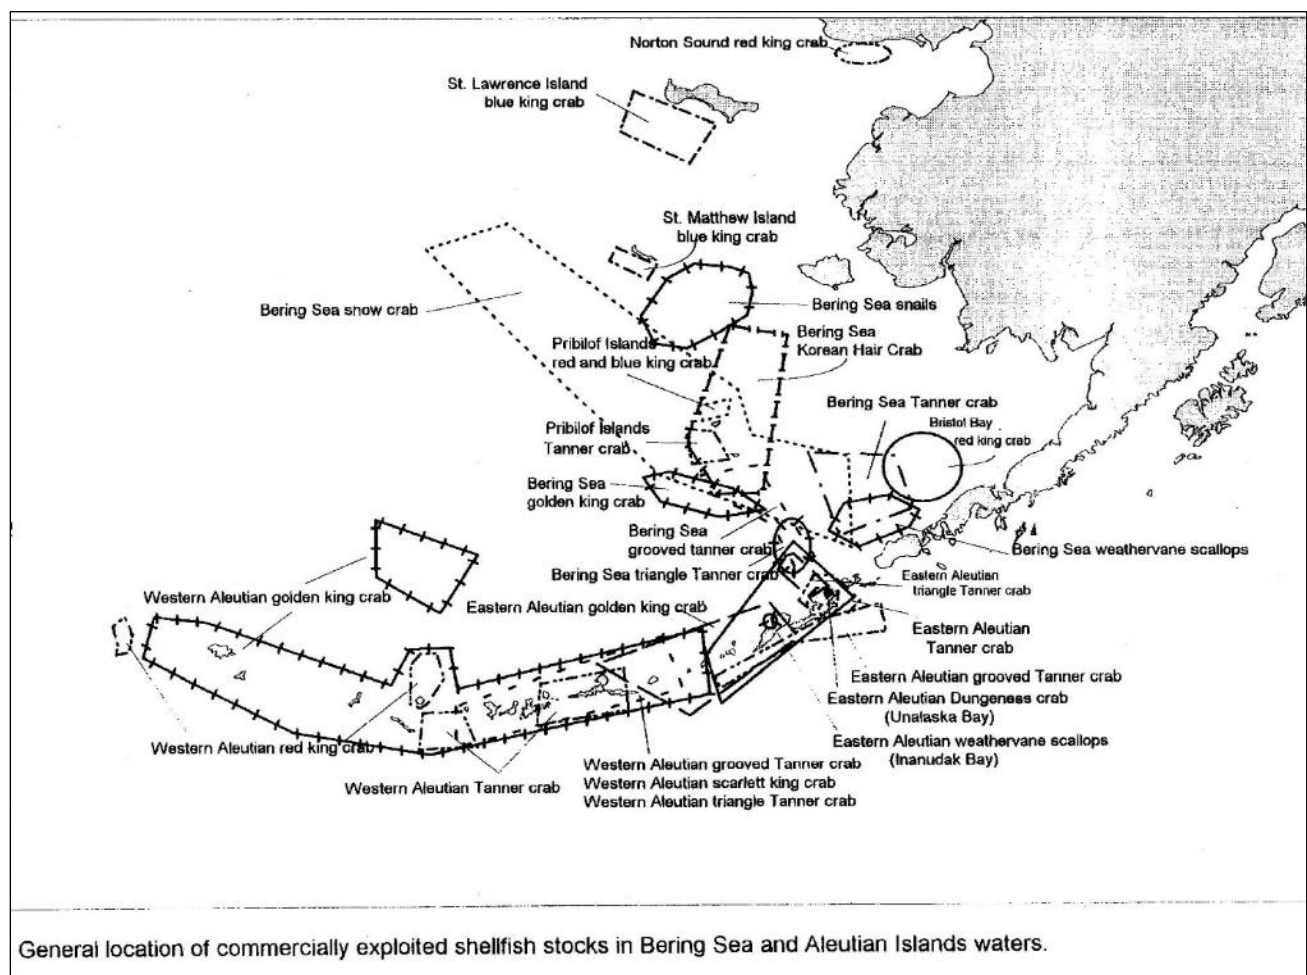 Norton Sound red king crab
St. Lawrence Island
blue king crab
St. Matthew Island
blue king crab
Bering Sea snow crab
Bering Sea snails
Pribilof Islands
red and blue king crab
Bering Sea
Korean Hair Crab
Bering Sea Tanner crab
Bristol Bay
red king crab
Pribilof Islands
Tanner crab
Bering Sea
golden king crab
Bering Sea
grooved tanner crab
Bering Sea weathervane scallops
Bering Sea triangle Tanner crab
Eastern Aleutian
triangle Tanner crab
Western Aleutian golden king crab
Eastern Aleutian golden king crab
Eastern Aleutian
Tanner crab
Eastern Aleutian grooved Tanner crab
Eastern Aleutian Dungeness crab
(Unalaska Bay)
Western Aleutian red king crab
Eastern Aleutian weathervane scallops
(Inanudak Bay)
Western Aleutian Tanner crab
Western Aleutian grooved Tanner crab
Western Aleutian scarlett king crab
Western Aleutian triangle Tanner crab
General location of commercially exploited shellfish stocks in Bering Sea and Aleutian Islands waters.